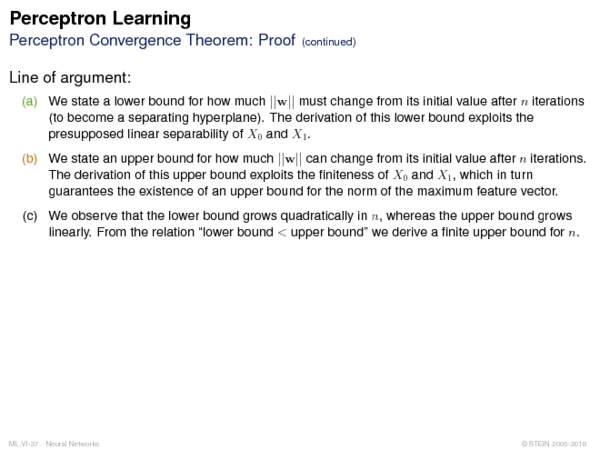 Perceptron Learning
Perceptron Convergence Theorem: Proof (continued)
Line of argument:
(a) We state a lower bound for how much ||w|| must change from its initial value after n iterations
(to become a separating hyperplane). The derivation of this lower bound exploits the
presupposed linear separability of X₀ and X₁.
(b) We state an upper bound for how much ||w|| can change from its initial value after n iterations.
The derivation of this upper bound exploits the finiteness of X₀ and X₁, which in turn
guarantees the existence of an upper bound for the norm of the maximum feature vector.
(c) We observe that the lower bound grows quadratically in n, whereas the upper bound grows
linearly. From the relation “lower bound < upper bound” we derive a finite upper bound for n.
ML:VI-37 Neural Networks © STEIN 2005-2018